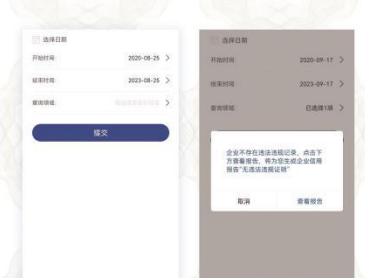 选择日期
开始时间 2020-08-25
结束时间 2023-08-25
查询领域
提交
选择日期
开始时间 2020-09-17
结束时间 2023-09-17
查询领域 已选择1项
企业不存在违法违规记录，点击下
方查看报告，将为您生成企业信用
报告“无违法违规证明”
取消 查看报告